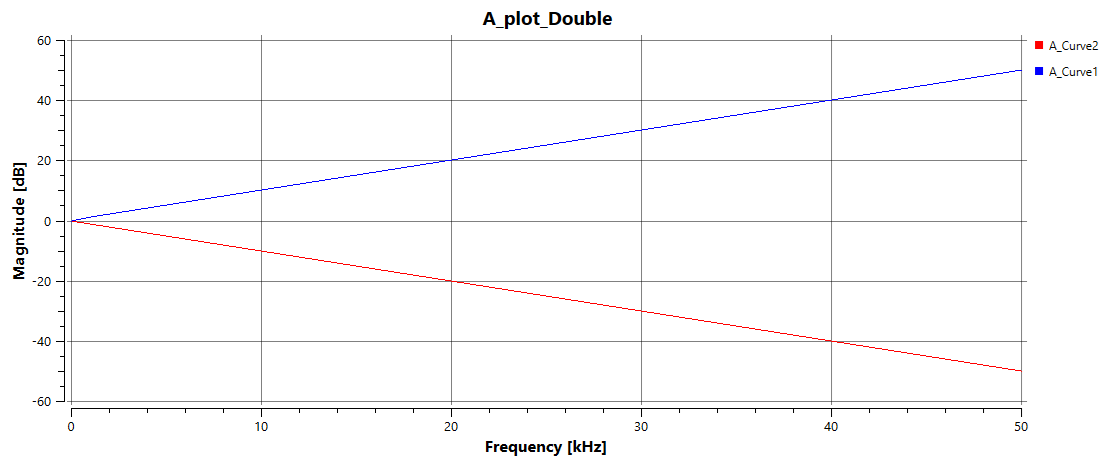 A_plot_Double
60
40
20
0
-20
-40
-60
Magnitude [dB]
0 10 20 30 40 50
Frequency [kHz]
A_Curve2
A_Curve1